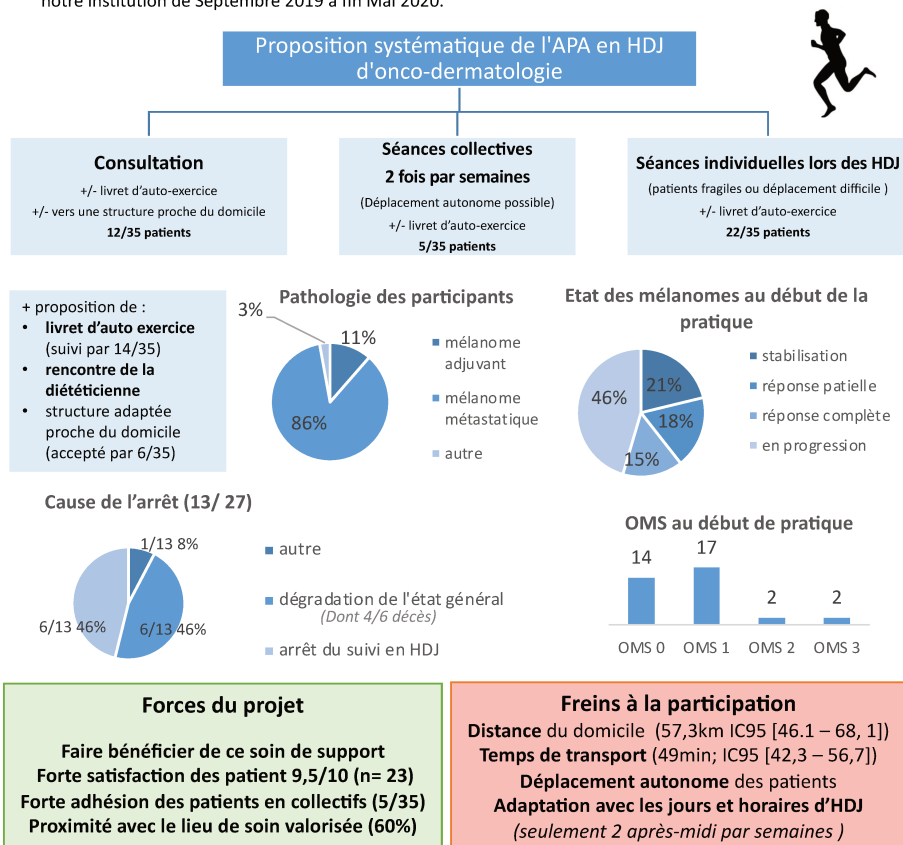 notre institution de Septembre 2019 à fin Mai 2020.
Proposition systématique de l'APA en HDJ
d'onco-dermatologie
Consultation
+/- livret d'auto-exercice
+/- vers une structure proche du domicile
12/35 patients
Séances collectives
2 fois par semaines
(Déplacement autonome possible)
+/- livret d'auto-exercice
5/35 patients
Séances individuelles lors des HDJ
(patients fragiles ou déplacement difficile )
+/- livret d'auto-exercice
22/35 patients
+ proposition de :
• livret d'auto exercice
(suivi par 14/35)
• rencontre de la
diététicienne
• structure adaptée
proche du domicile
(accepté par 6/35)
Pathologie des participants
3%
11%
86%
mélanome
adjuvant
mélanome
métastatique
autre
Etat des mélanomes au début de la
pratique
46%
21%
18%
15%
stabilisation
réponse patielle
réponse complète
en progression
Cause de l'arrêt (13/ 27)
1/13 8%
6/13 46%
6/13 46%
autre
dégradation de l'état général
(Dont 4/6 décès)
arrêt du suivi en HDJ
OMS au début de pratique
14
17
2
2
OMS 0
OMS 1
OMS 2
OMS 3
Forces du projet
Faire bénéficier de ce soin de support
Forte satisfaction des patient 9,5/10 (n= 23)
Forte adhésion des patients en collectifs (5/35)
Proximité avec le lieu de soin valorisée (60%)
Freins à la participation
Distance du domicile (57,3km IC95 [46.1 – 68, 1])
Temps de transport (49min; IC95 [42,3 – 56,7])
Déplacement autonome des patients
Adaptation avec les jours et horaires d'HDJ
(seulement 2 après-midi par semaines )